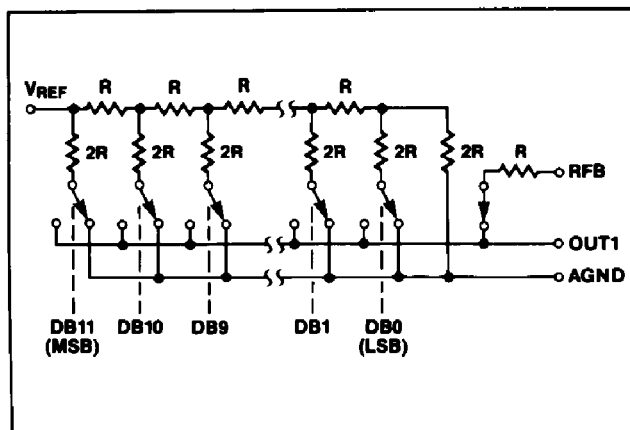 VREF R R R R
2R 2R 2R 2R 2R 2R R RFB
OUT1
AGND
DB11 DB10 DB9 DB1 DB0
(MSB) (LSB)